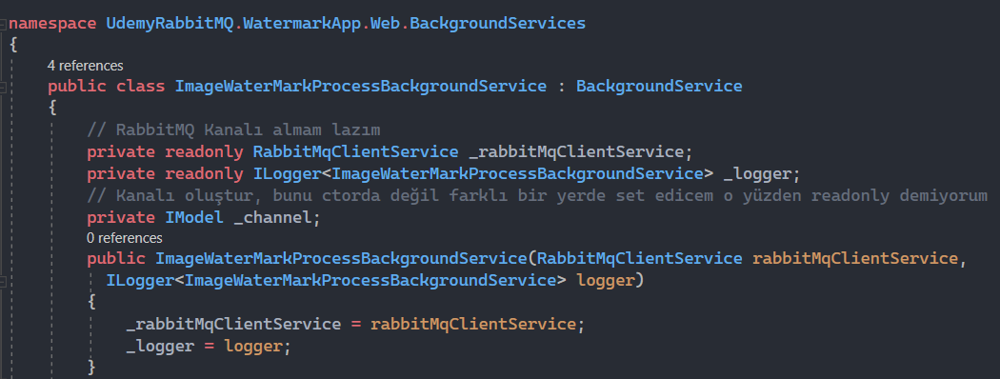 namespace UdemyRabbitMQ.WatermarkApp.Web.BackgroundServices
{
4 references
public class ImageWaterMarkProcessBackgroundService : BackgroundService
{
// RabbitMQ Kanalı almam lazım
private readonly RabbitMqClientService _rabbitMqClientService;
private readonly ILogger<ImageWaterMarkProcessBackgroundService> _logger;
// Kanalı oluştur, bunu ctorda değil farklı bir yerde set edicem o yüzden readonly demiyorum
private IModel _channel;
0 references
public ImageWaterMarkProcessBackgroundService(RabbitMqClientService rabbitMqClientService,
ILogger<ImageWaterMarkProcessBackgroundService> logger)
{
_rabbitMqClientService = rabbitMqClientService;
_logger = logger;
}